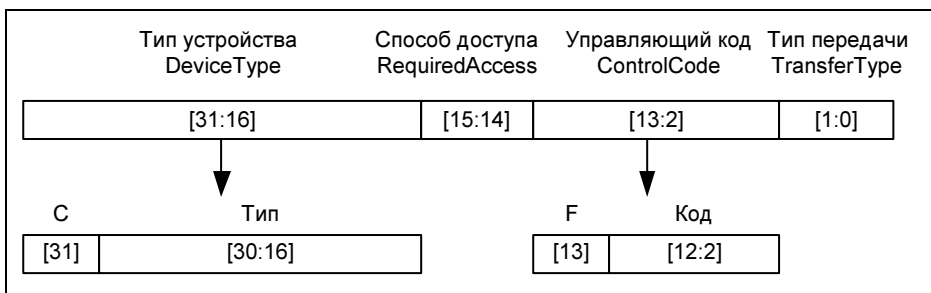 Тип устройства Способ доступа Управляющий код Тип передачи
DeviceType RequiredAccess ControlCode TransferType
[31:16] [15:14] [13:2] [1:0]
C Тип F Код
[31] [30:16] [13] [12:2]